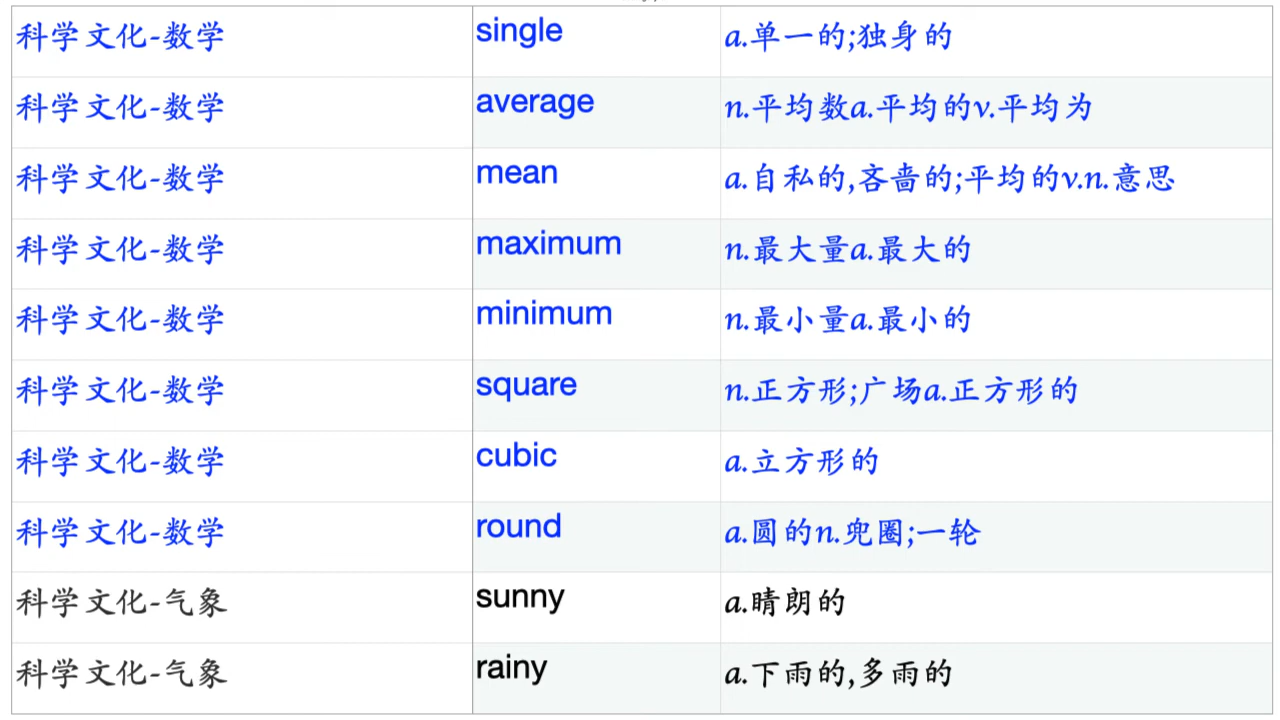 科学文化-数学 single a.单一的;独身的
科学文化-数学 average n.平均数a.平均的v.平均为
科学文化-数学 mean a.自私的,吝啬的;平均的v.n.意思
科学文化-数学 maximum n.最大量a.最大的
科学文化-数学 minimum n.最小量a.最小的
科学文化-数学 square n.正方形;广场a.正方形的
科学文化-数学 cubic a.立方形的
科学文化-数学 round a.圆的n.兜圈;一轮
科学文化-气象 sunny a.晴朗的
科学文化-气象 rainy a.下雨的,多雨的